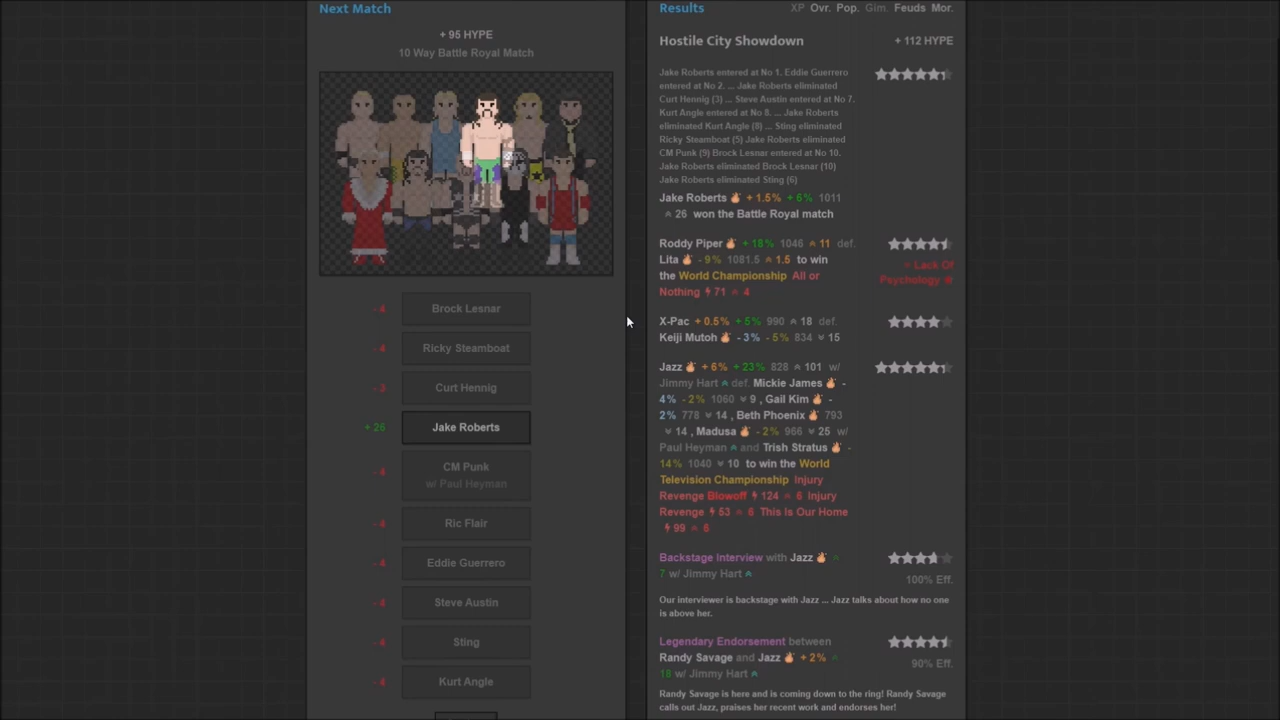 Next Match
+ 95 HYPE
10 Way Battle Royal Match
- 4 Brock Lesnar
- 4 Ricky Steamboat
- 3 Curt Hennig
+ 26 Jake Roberts
- 4 CM Punk
w/ Paul Heyman
- 4 Ric Flair
- 4 Eddie Guerrero
- 4 Steve Austin
- 4 Sting
- 4 Kurt Angle
Results XP Ovr. Pop. Gim. Feuds Mor.
Hostile City Showdown + 112 HYPE
Jake Roberts entered at No 1. Eddie Guerrero
entered at No 2. ... Jake Roberts eliminated
Curt Hennig (3) ... Steve Austin entered at No 7.
Kurt Angle entered at No 8. ... Jake Roberts
eliminated Kurt Angle (8) ... Sting eliminated
Ricky Steamboat (5) Jake Roberts eliminated
CM Punk (9) Brock Lesnar entered at No 10.
Jake Roberts eliminated Brock Lesnar (10)
Jake Roberts eliminated Sting (6)
Jake Roberts + 1.5% + 6% 1011
26 won the Battle Royal match
Roddy Piper + 18% 1046 11 def.
Lita - 9% 1081.5 1.5 to win
the World Championship All or
Nothing 71 4
Lack Of
Psychology
X-Pac + 0.5% + 5% 990 18 def.
Keiji Mutoh - 3% - 5% 834 15
Jazz + 6% + 23% 828 101 w/
Jimmy Hart def. Mickie James -
4% - 2% 1060 9 , Gail Kim -
2% 778 14 , Beth Phoenix 793
14 , Madusa - 2% 966 25 w/
Paul Heyman and Trish Stratus -
14% 1040 10 to win the World
Television Championship Injury
Revenge Blowoff 124 6 Injury
Revenge 53 6 This Is Our Home
99 6
Backstage Interview with Jazz
7 w/ Jimmy Hart
100% Eff.
Our interviewer is backstage with Jazz ... Jazz talks about how no one
is above her.
Legendary Endorsement between
Randy Savage and Jazz + 2%
18 w/ Jimmy Hart
90% Eff.
Randy Savage is here and is coming down to the ring! Randy Savage
calls out Jazz, praises her recent work and endorses her!